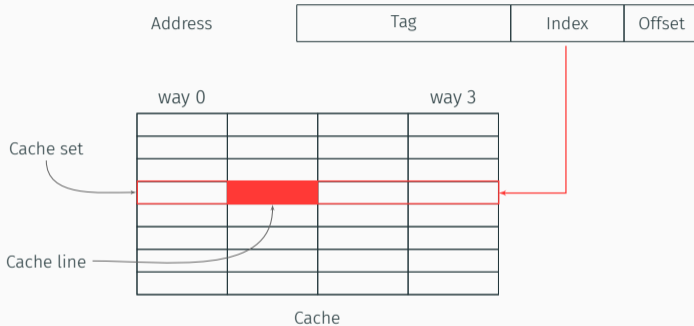 Address Tag Index Offset
way 0 way 3
Cache set
Cache line
Cache